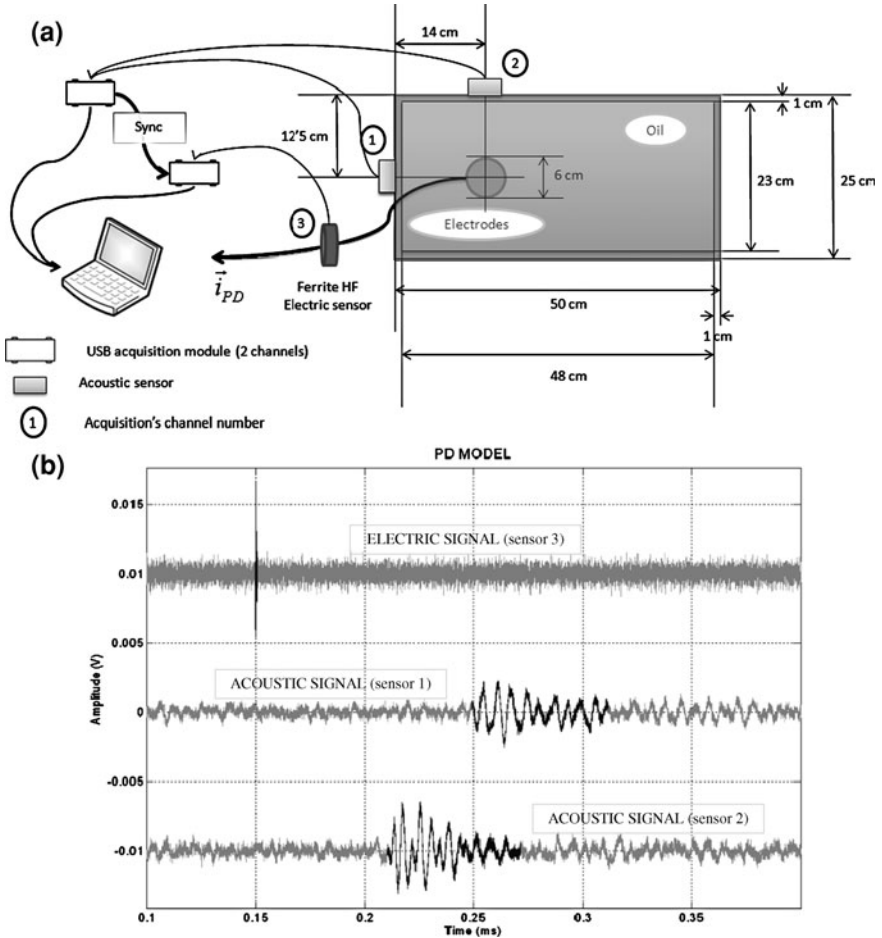 (a)
14 cm
2
1 cm
Sync
12'5 cm
1
Oil
6 cm
23 cm
25 cm
3
Electrodes
i PD
Ferrite HF
Electric sensor
50 cm
1 cm
USB acquisition module (2 channels)
48 cm
Acoustic sensor
1
Acquisition's channel number
(b)
PD MODEL
0.015
ELECTRIC SIGNAL (sensor 3)
0.01
0.005
ACOUSTIC SIGNAL (sensor 1)
0
Amplitude (V)
-0.005
ACOUSTIC SIGNAL (sensor 2)
-0.01
0.1
0.15
0.2
0.25
0.3
0.35
Time (ms)